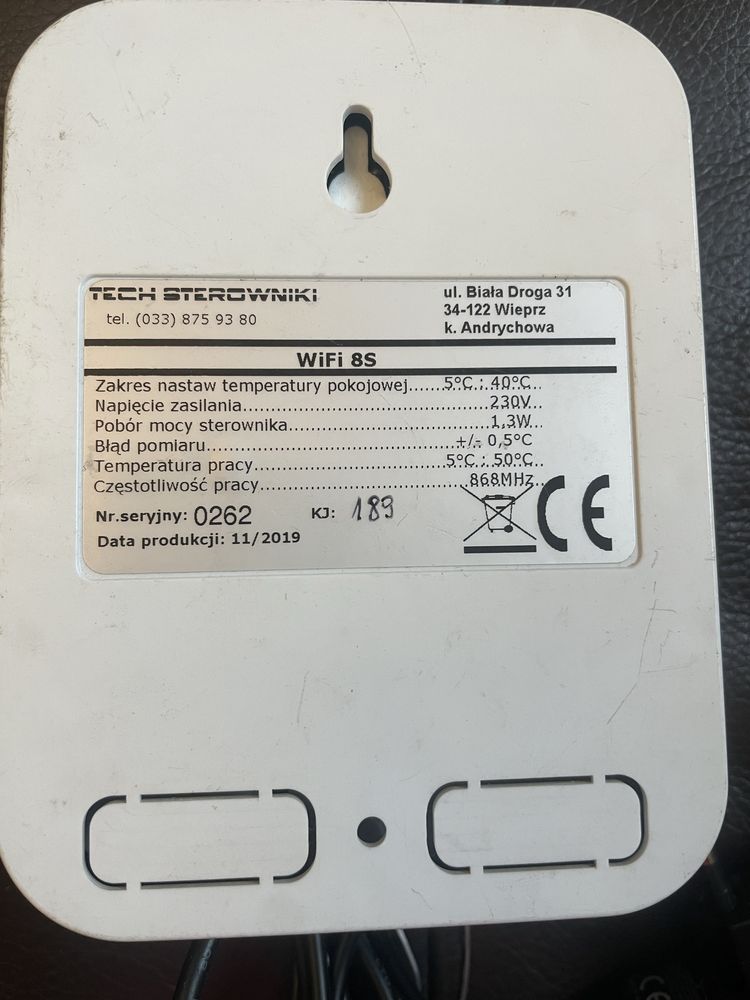 TECH STEROWNIKI
tel. (033) 875 93 80
ul. Biała Droga 31
34-122 Wieprz
k. Andrychowa
WiFi 8S
Zakres nastaw temperatury pokojowej......5°C : 40°C..
Napięcie zasilania.....................................230V...
Pobór mocy sterownika..............................1,3W...
Błąd pomiaru.......................................+/- 0,5°C
Temperatura pracy................................5°C : 50°C..
Częstotliwość pracy................................868MHz..
Nr.seryjny: 0262 KJ: 189
Data produkcji: 11/2019
CE